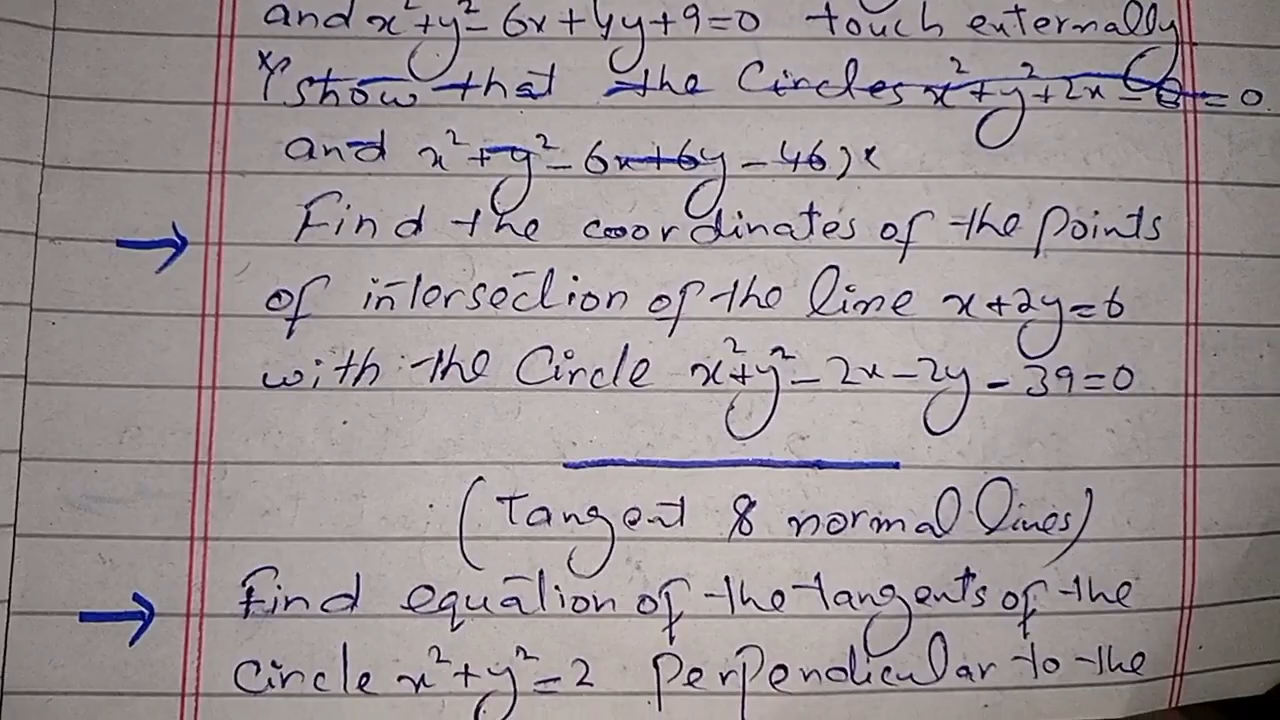 and x²+y²-6x+4y+9=0 touch externally
show that the Circles x²+y²+2x-8=0
and x²+y²-6x+6y-46)x
→ Find the coordinates of the points
of intersection of the line x+2y=6
with the Circle x²+y²-2x-2y-39=0
(Tangent & normal lines)
→ Find equation of the tangents of the
Circle x²+y²=2 perpendicular to the